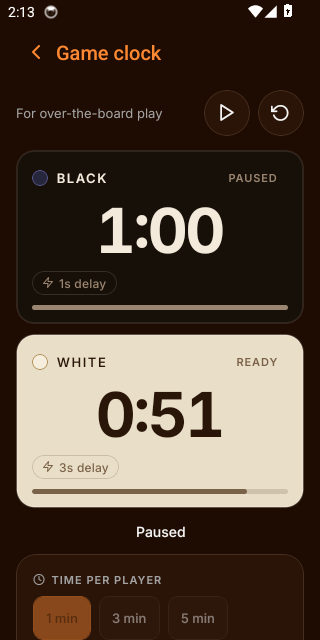 2:13
Game clock
For over-the-board play
BLACK PAUSED
1:00
1s delay
WHITE READY
0:51
3s delay
Paused
TIME PER PLAYER
1 min 3 min 5 min